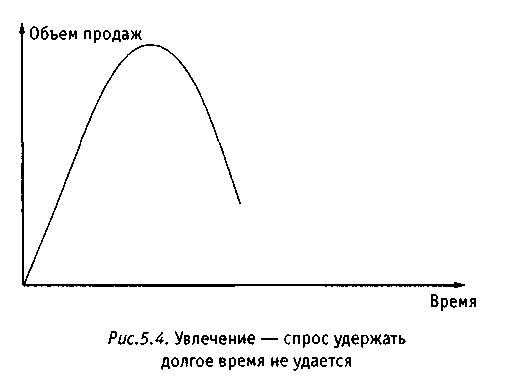 Объем продаж
Время
Рис.5.4. Увлечение — спрос удержать
долгое время не удается